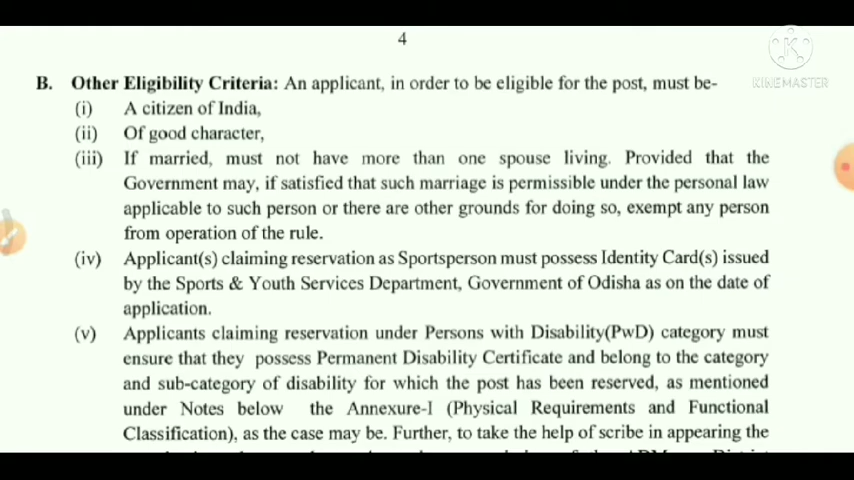 4
KINEMASTER
B. Other Eligibility Criteria: An applicant, in order to be eligible for the post, must be-
(i) A citizen of India,
(ii) Of good character,
(iii) If married, must not have more than one spouse living. Provided that the
Government may, if satisfied that such marriage is permissible under the personal law
applicable to such person or there are other grounds for doing so, exempt any person
from operation of the rule.
(iv) Applicant(s) claiming reservation as Sportsperson must possess Identity Card(s) issued
by the Sports & Youth Services Department, Government of Odisha as on the date of
application.
(v) Applicants claiming reservation under Persons with Disability(PwD) category must
ensure that they possess Permanent Disability Certificate and belong to the category
and sub-category of disability for which the post has been reserved, as mentioned
under Notes below the Annexure-I (Physical Requirements and Functional
Classification), as the case may be. Further, to take the help of scribe in appearing the